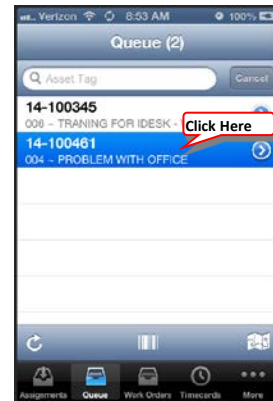 Verizon 8:53 AM 100%
Queue (2)
Asset Tag Cancel
14-100345
006 ~ TRANING FOR IDESK -
Click Here
14-100461
004 ~ PROBLEM WITH OFFICE
Assignments Queue Work Orders Timecards More